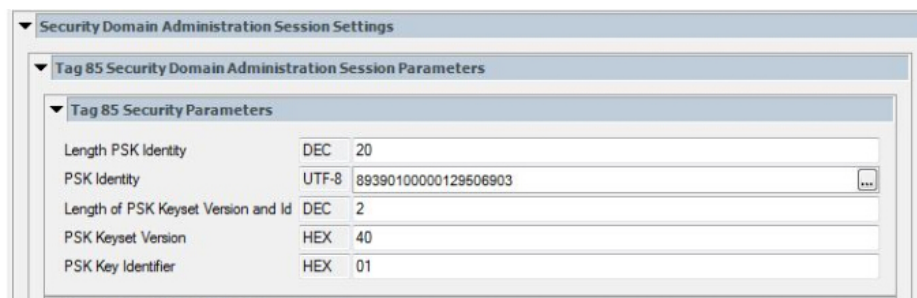 Security Domain Administration Session Settings
Tag 85 Security Domain Administration Session Parameters
Tag 85 Security Parameters
Length PSK Identity DEC 20
PSK Identity UTF-8 89390100000129506903 ...
Length of PSK Keyset Version and Id DEC 2
PSK Keyset Version HEX 40
PSK Key Identifier HEX 01